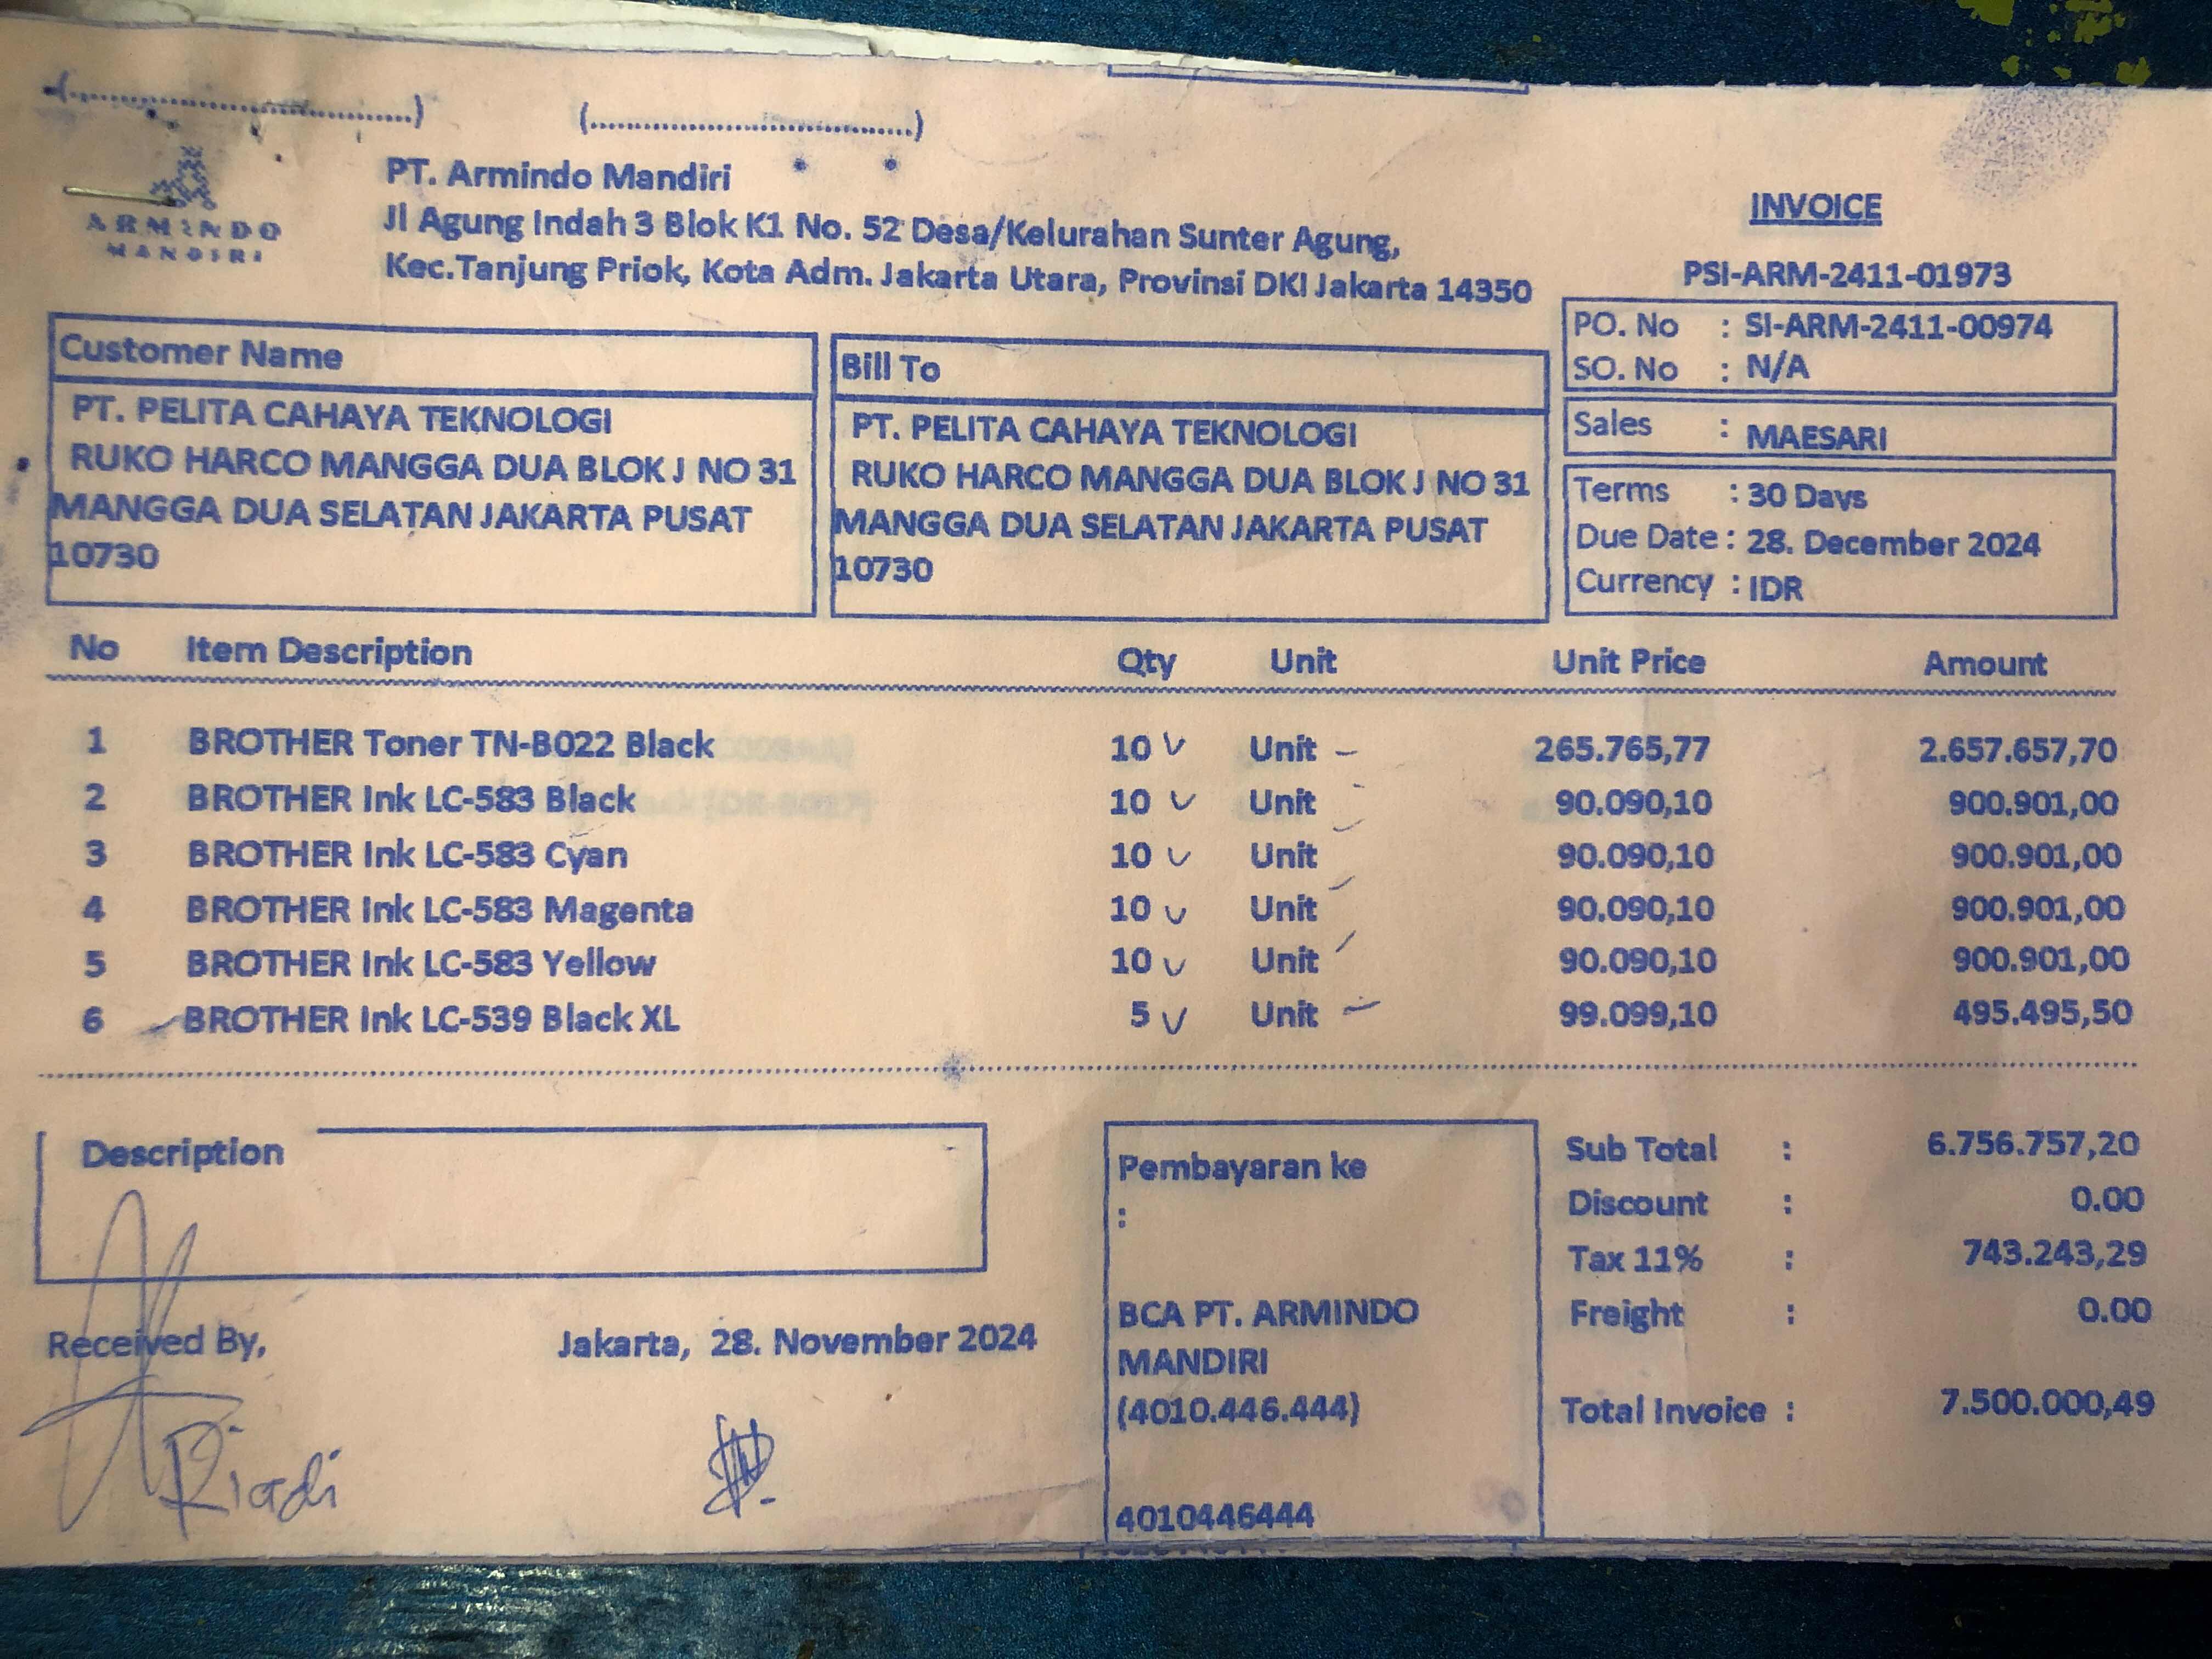 (..............................)
(..............................)
ARMINDO
MANDIRI
PT. Armindo Mandiri
Jl Agung Indah 3 Blok K1 No. 52 Desa/Kelurahan Sunter Agung,
Kec.Tanjung Priok, Kota Adm. Jakarta Utara, Provinsi DKI Jakarta 14350
INVOICE
PSI-ARM-2411-01973
PO. No : SI-ARM-2411-00974
SO. No : N/A
Sales : MAESARI
Terms : 30 Days
Due Date : 28. December 2024
Currency : IDR
Customer Name
PT. PELITA CAHAYA TEKNOLOGI
RUKO HARCO MANGGA DUA BLOK J NO 31
MANGGA DUA SELATAN JAKARTA PUSAT
10730
Bill To
PT. PELITA CAHAYA TEKNOLOGI
RUKO HARCO MANGGA DUA BLOK J NO 31
MANGGA DUA SELATAN JAKARTA PUSAT
10730
No Item Description Qty Unit Unit Price Amount
1 BROTHER Toner TN-B022 Black 10 Unit 265.765,77 2.657.657,70
2 BROTHER Ink LC-583 Black 10 Unit 90.090,10 900.901,00
3 BROTHER Ink LC-583 Cyan 10 Unit 90.090,10 900.901,00
4 BROTHER Ink LC-583 Magenta 10 Unit 90.090,10 900.901,00
5 BROTHER Ink LC-583 Yellow 10 Unit 90.090,10 900.901,00
6 BROTHER Ink LC-539 Black XL 5 Unit 99.099,10 495.495,50
Description
Received By,
Riadi
Jakarta, 28. November 2024
Pembayaran ke
:
BCA PT. ARMINDO
MANDIRI
(4010.446.444)
4010446444
Sub Total : 6.756.757,20
Discount : 0.00
Tax 11% : 743.243,29
Freight : 0.00
Total Invoice : 7.500.000,49